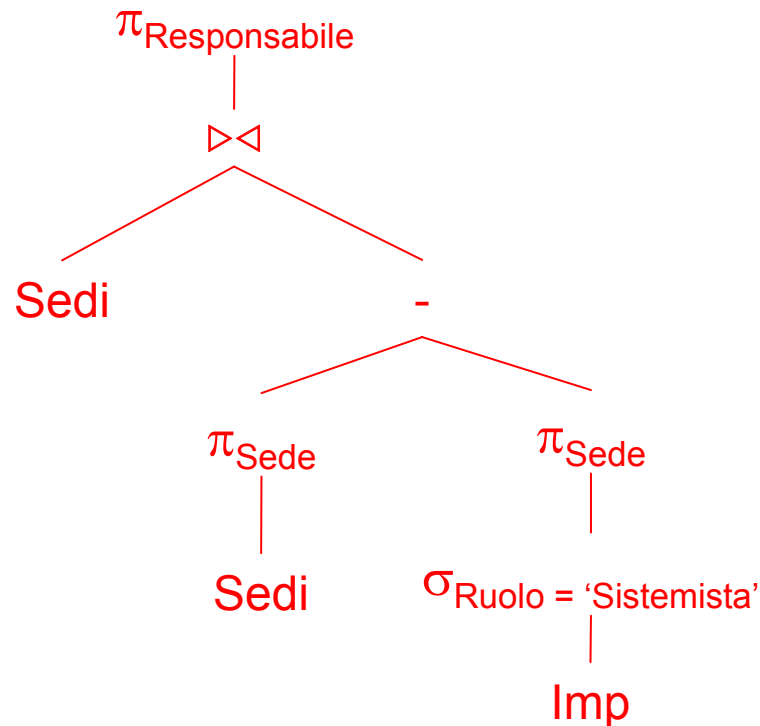 πResponsabile
▷◁
Sedi
-
πSede
πSede
Sedi
σRuolo = ‘Sistemista’
Imp